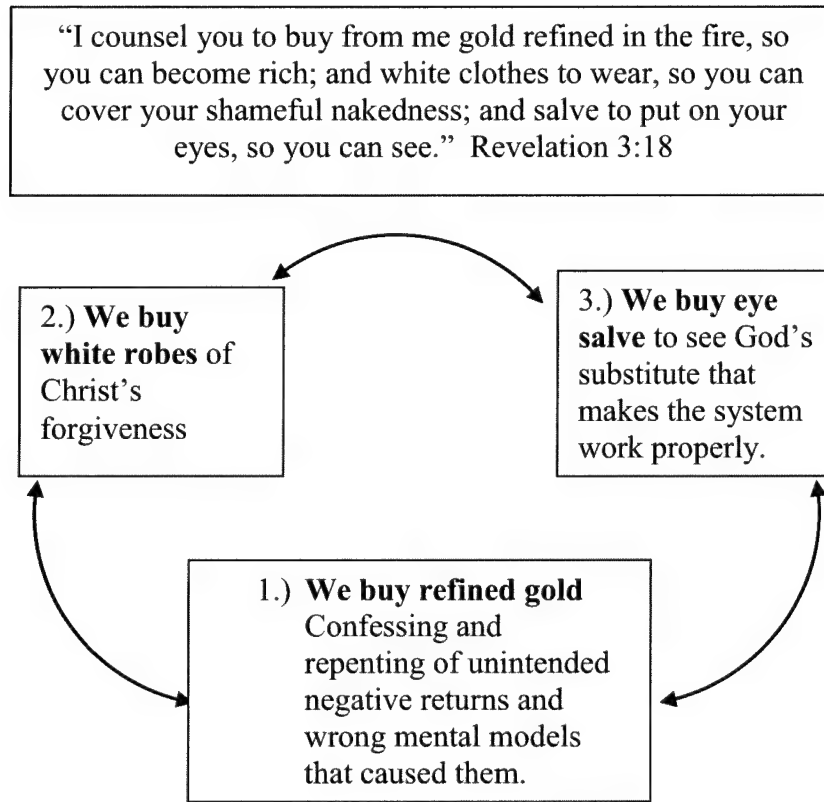 “I counsel you to buy from me gold refined in the fire, so
you can become rich; and white clothes to wear, so you can
cover your shameful nakedness; and salve to put on your
eyes, so you can see.”  Revelation 3:18
2.) We buy
white robes of
Christ’s
forgiveness
3.) We buy eye
salve to see God’s
substitute that
makes the system
work properly.
1.) We buy refined gold
Confessing and
repenting of unintended
negative returns and
wrong mental models
that caused them.